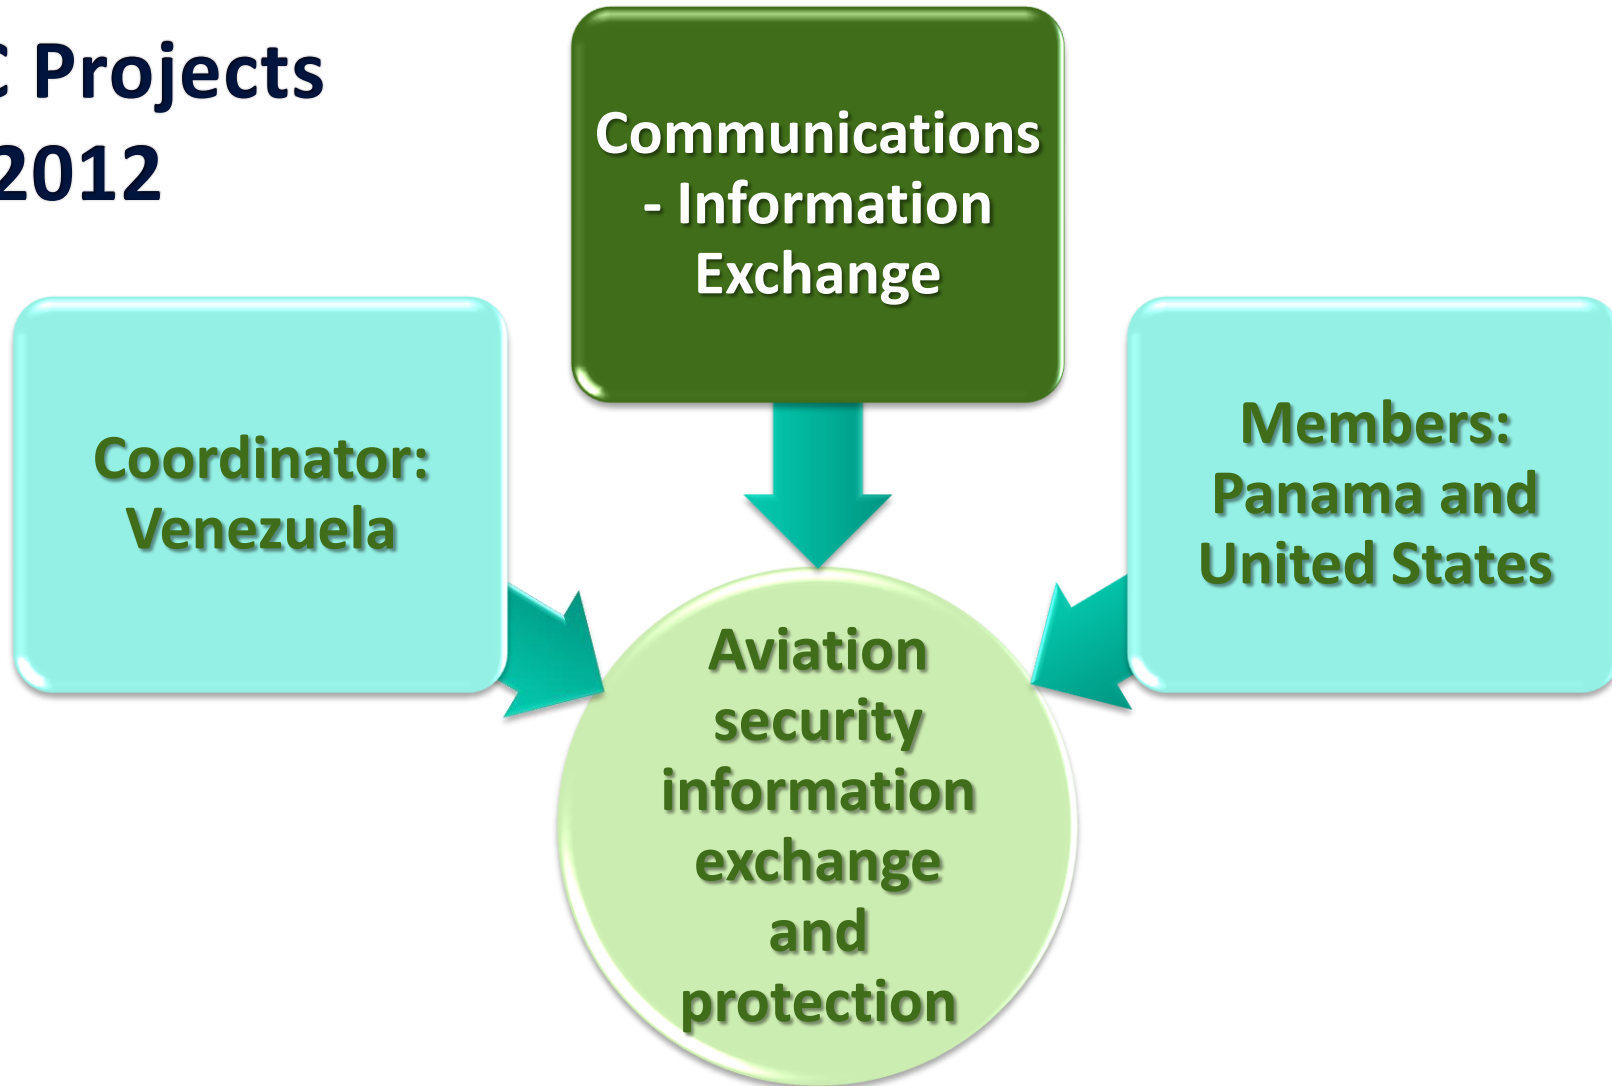 C Projects
2012
Communications
- Information
Exchange
Coordinator:
Venezuela
Members:
Panama and
United States
Aviation
security
information
exchange
and
protection